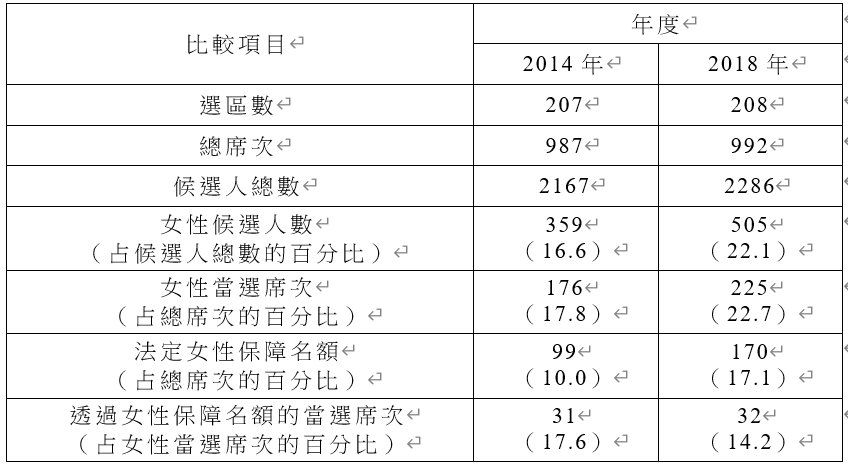 比較項目
年度
2014 年
2018 年
選區數
207
208
總席次
987
992
候選人總數
2167
2286
女性候選人數
（占候選人總數的百分比）
359
（16.6）
505
（22.1）
女性當選席次
（占總席次的百分比）
176
（17.8）
225
（22.7）
法定女性保障名額
（占總席次的百分比）
99
（10.0）
170
（17.1）
透過女性保障名額的當選席次
（占女性當選席次的百分比）
31
（17.6）
32
（14.2）